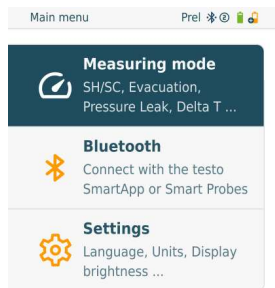 Main menu Prel ②
Measuring mode
SH/SC, Evacuation,
Pressure Leak, Delta T ...
Bluetooth
Connect with the testo
SmartApp or Smart Probes
Settings
Language, Units, Display
brightness ...